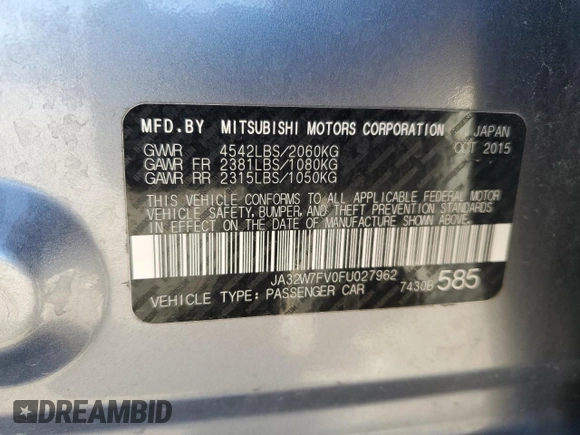 MFD.BY MITSUBISHI MOTORS CORPORATION JAPAN
GVWR 4542LBS/2060KG OCT 2015
GAWR FR 2381LBS/1080KG
GAWR RR 2315LBS/1050KG
THIS VEHICLE CONFORMS TO ALL APPLICABLE FEDERAL MOTOR
VEHICLE SAFETY, BUMPER, AND THEFT PREVENTION STANDARDS
IN EFFECT ON THE DATE OF MANUFACTURE SHOWN ABOVE.
JA32W7FV0FU027962
VEHICLE TYPE: PASSENGER CAR 7430B 585
DREAMBID